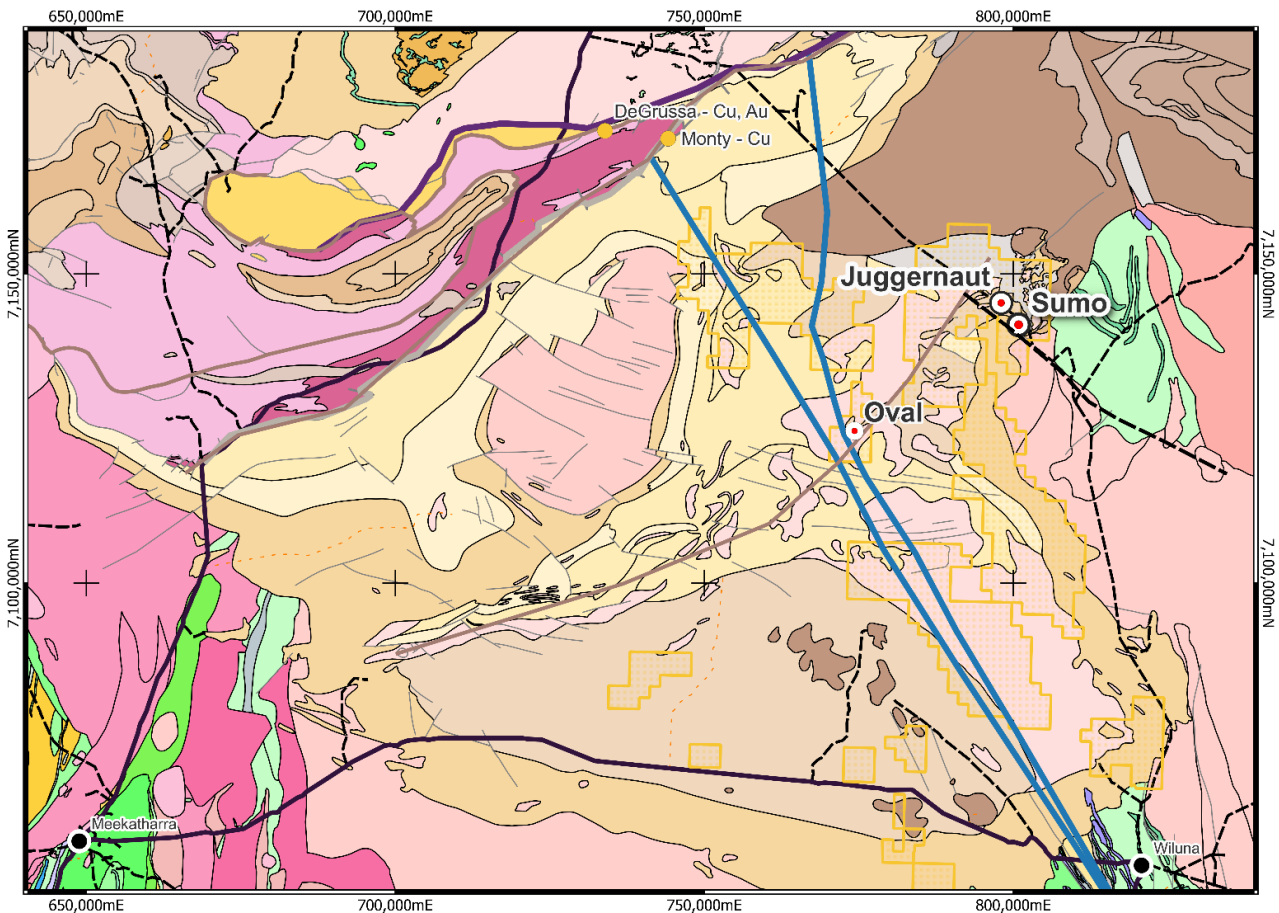 650,000mE
700,000mE
750,000mE
800,000mE
DeGrussa - Cu, Au
Monty - Cu
7,150,000mN
7,150,000mN
Juggernaut
Sumo
Oval
7,100,000mN
7,100,000mN
Meekatharra
Wiluna
650,000mE
700,000mE
750,000mE
800,000mE